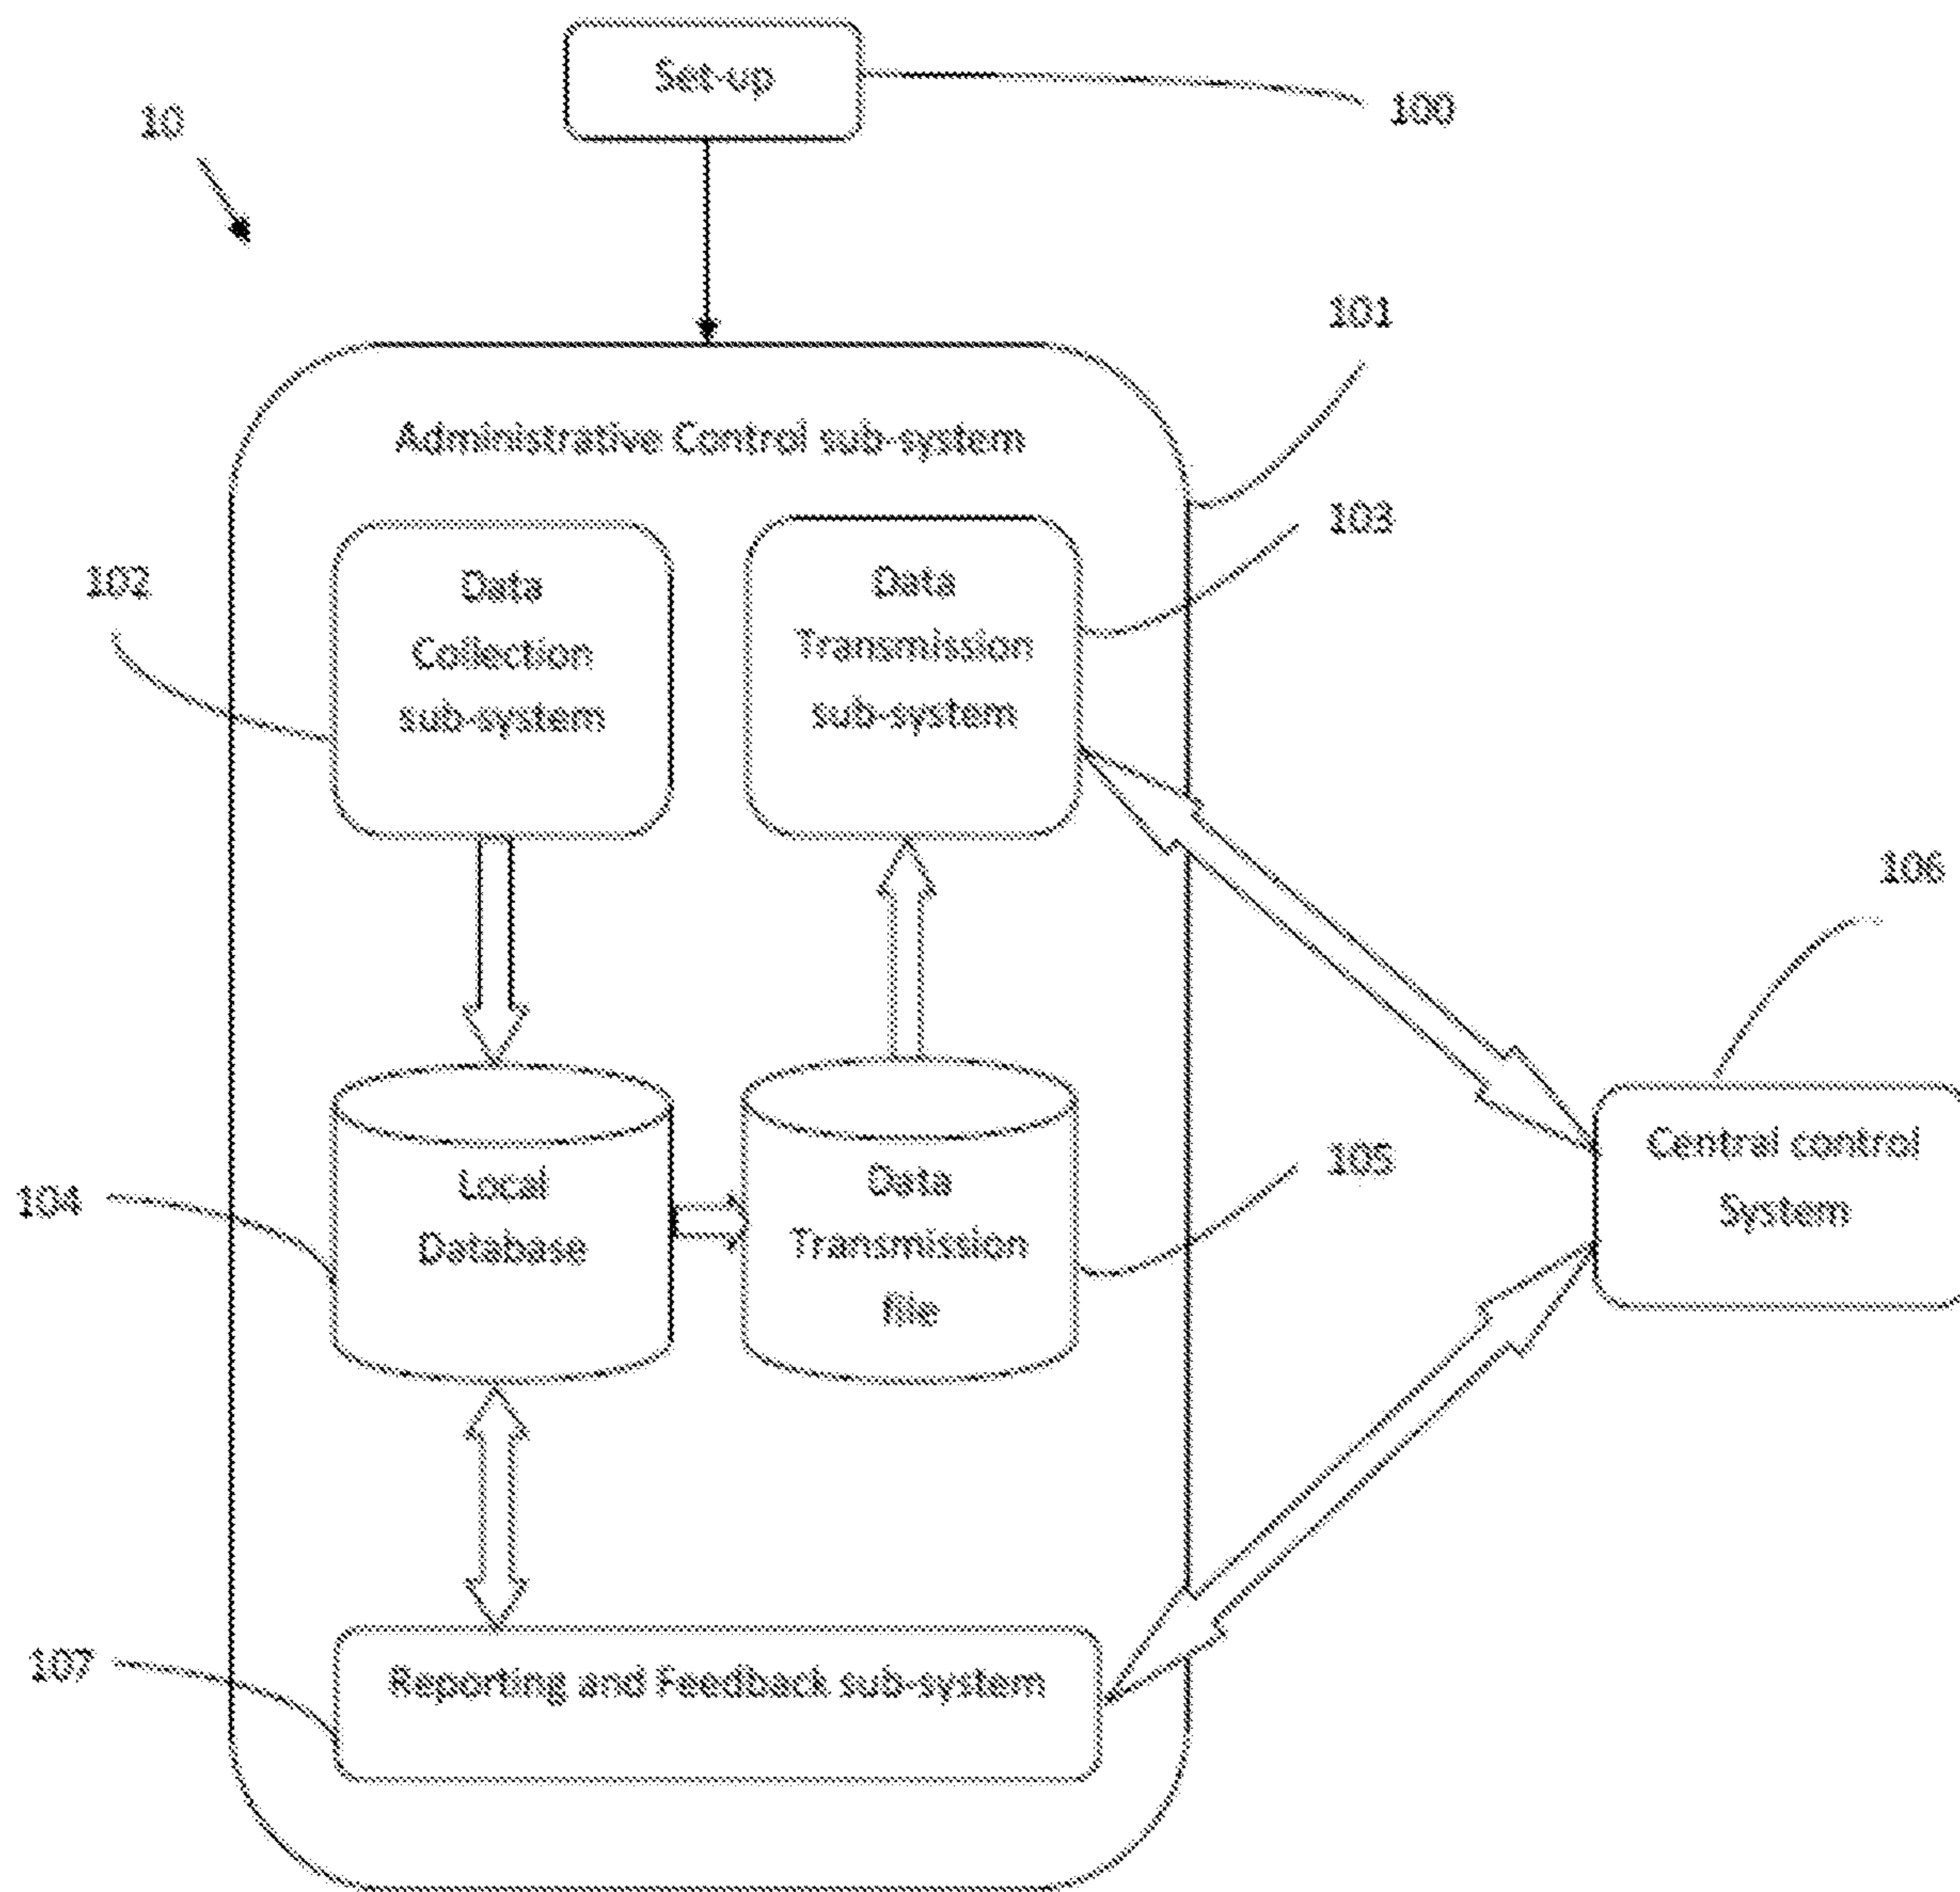 Set-up
100
10
101
Administrative Control sub-system
103
102
Data
Collection
sub-system
Data
Transmission
sub-system
106
Local
Database
Data
Transmission
file
105
104
Central control
System
107
Reporting and Feedback sub-system